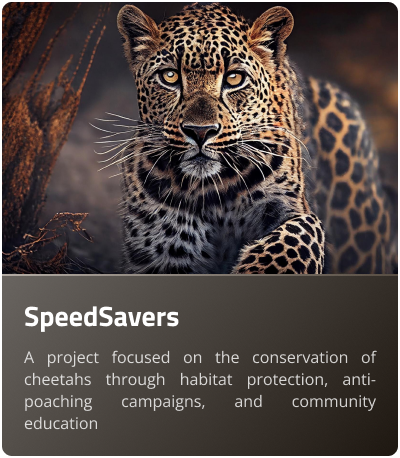 SpeedSavers
A project focused on the conservation of
cheetahs through habitat protection, anti-
poaching campaigns, and community
education